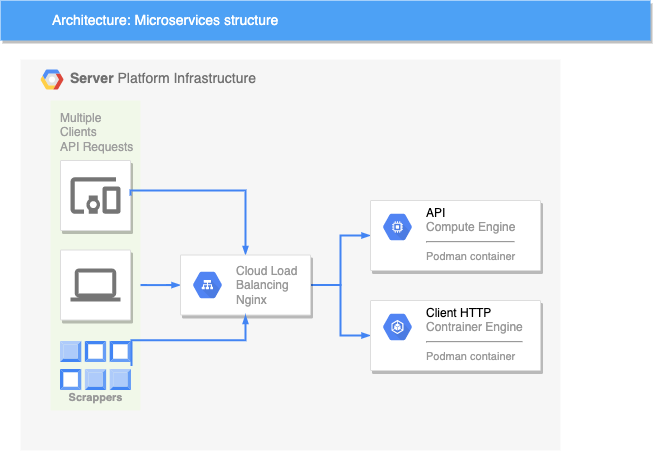 Architecture: Microservices structure
Server Platform Infrastructure
Multiple
Clients
API Requests
Cloud Load
Balancing
Nginx
API
Compute Engine
Podman container
Client HTTP
Contrainer Engine
Podman container
Scrappers